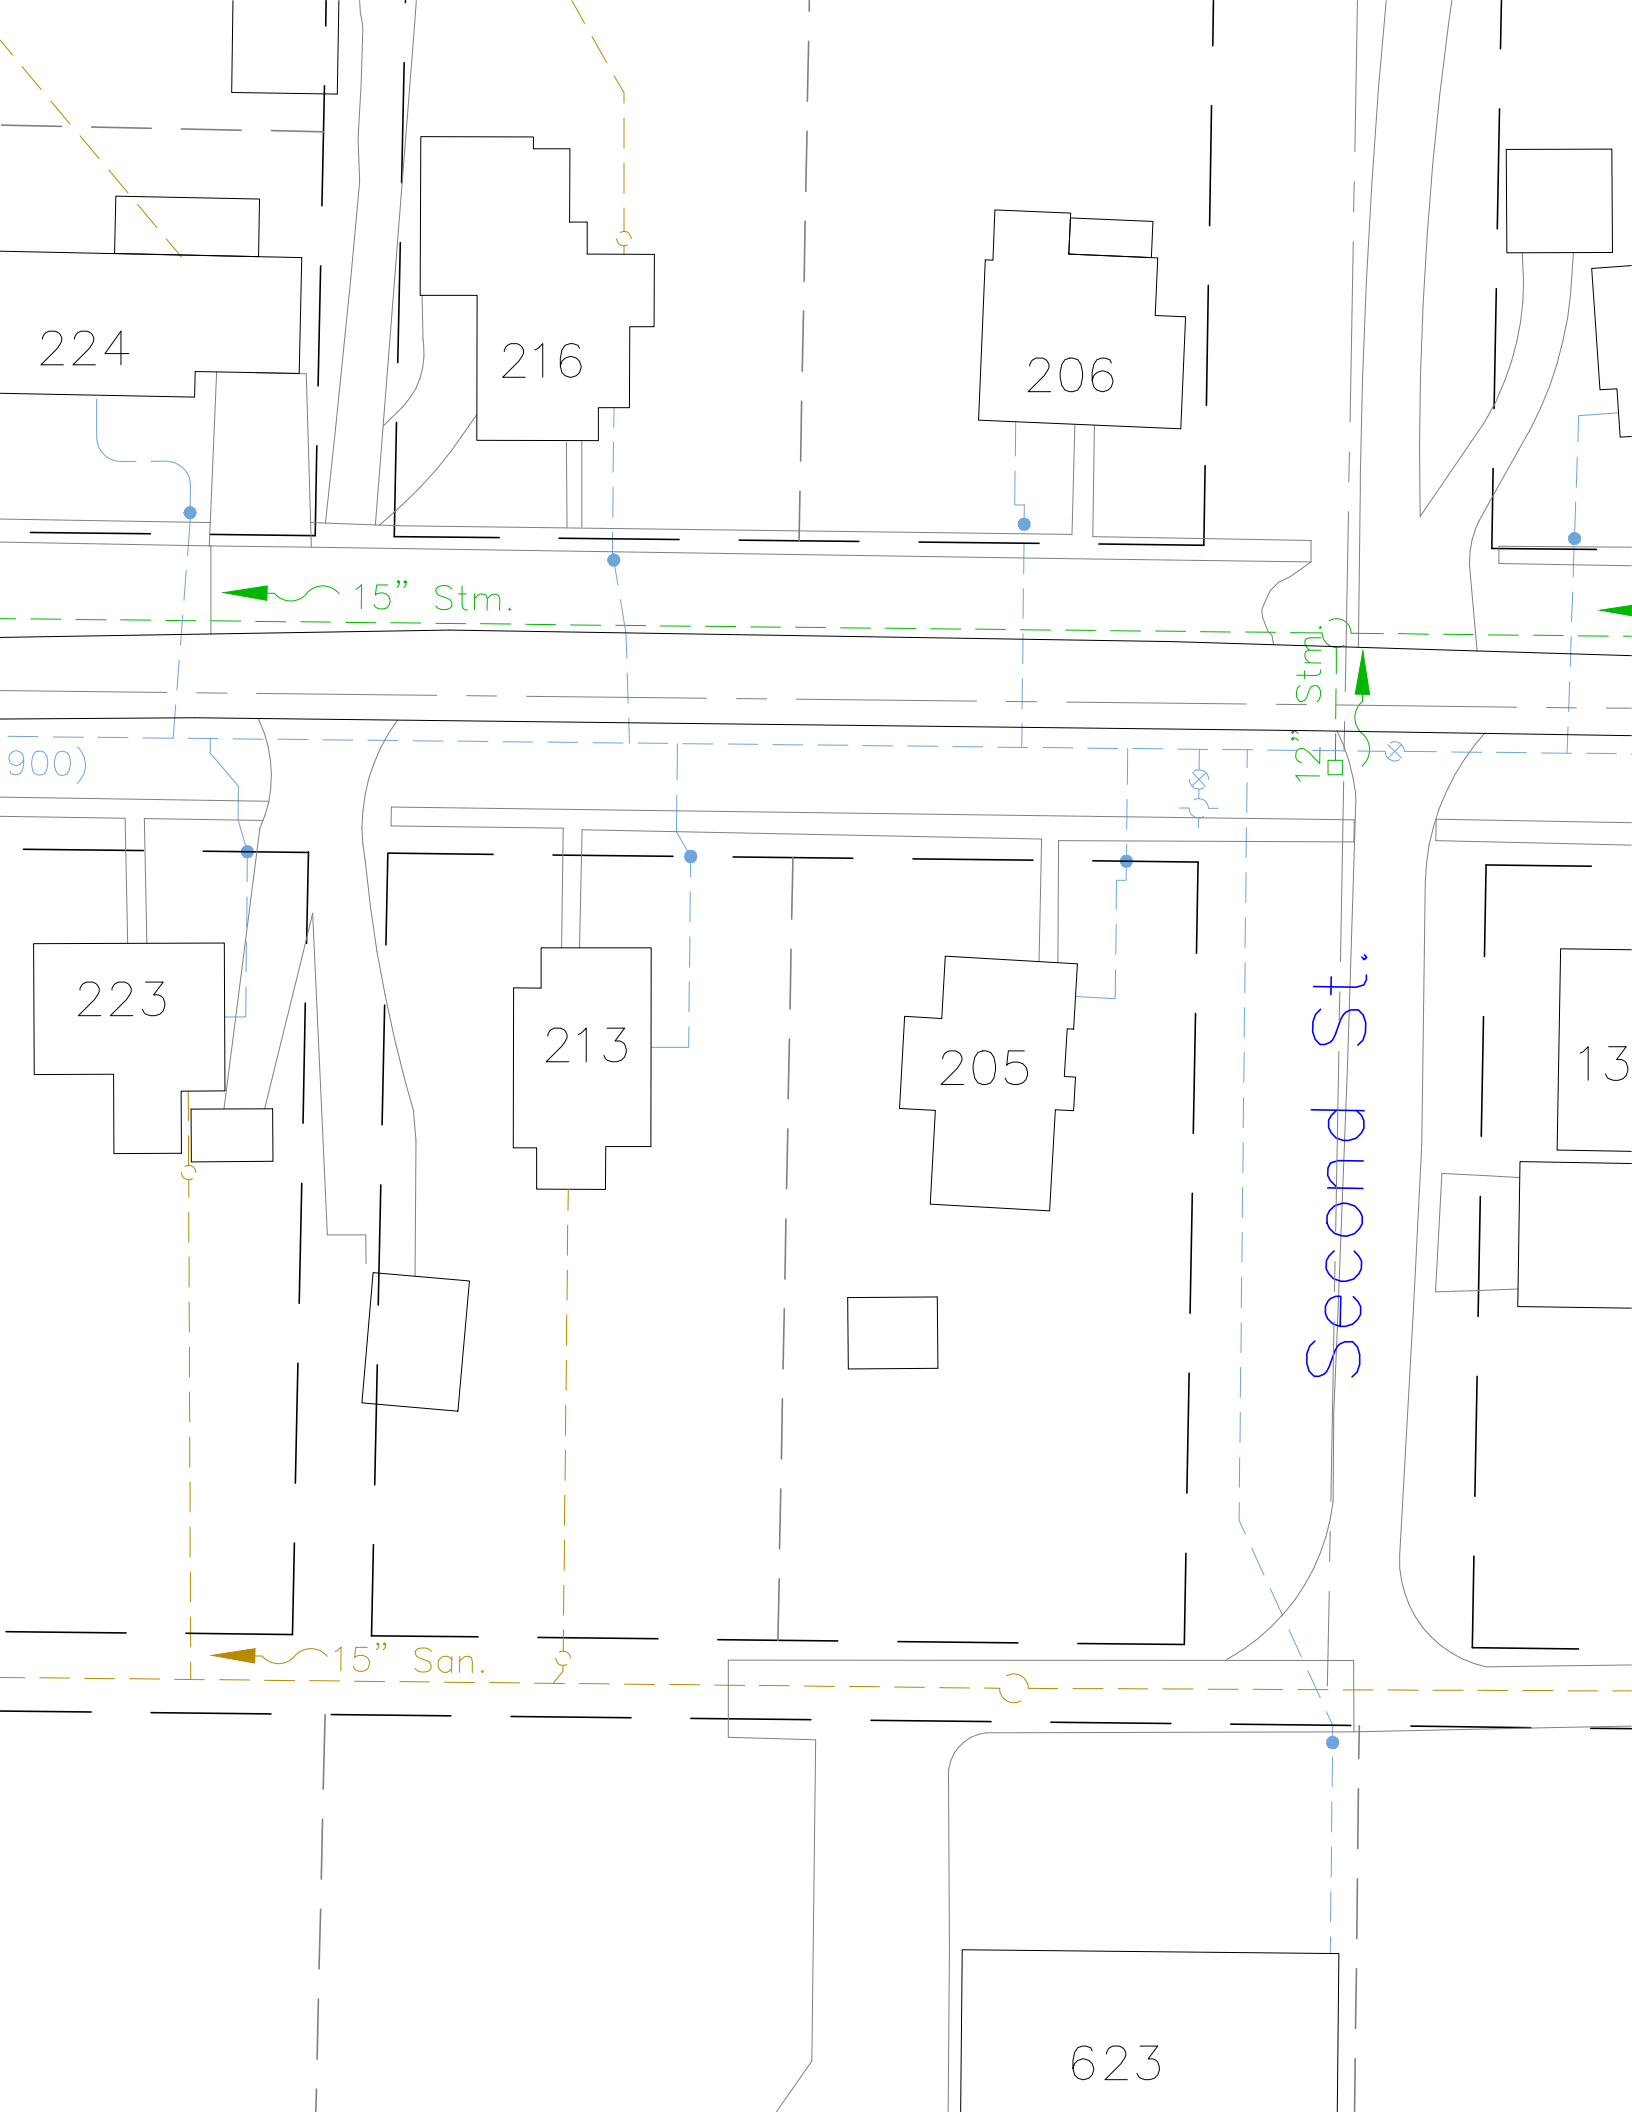 224
216
206
15” Stm.
12” Stm.
900)
223
213
205
13
Second St.
15” San.
623